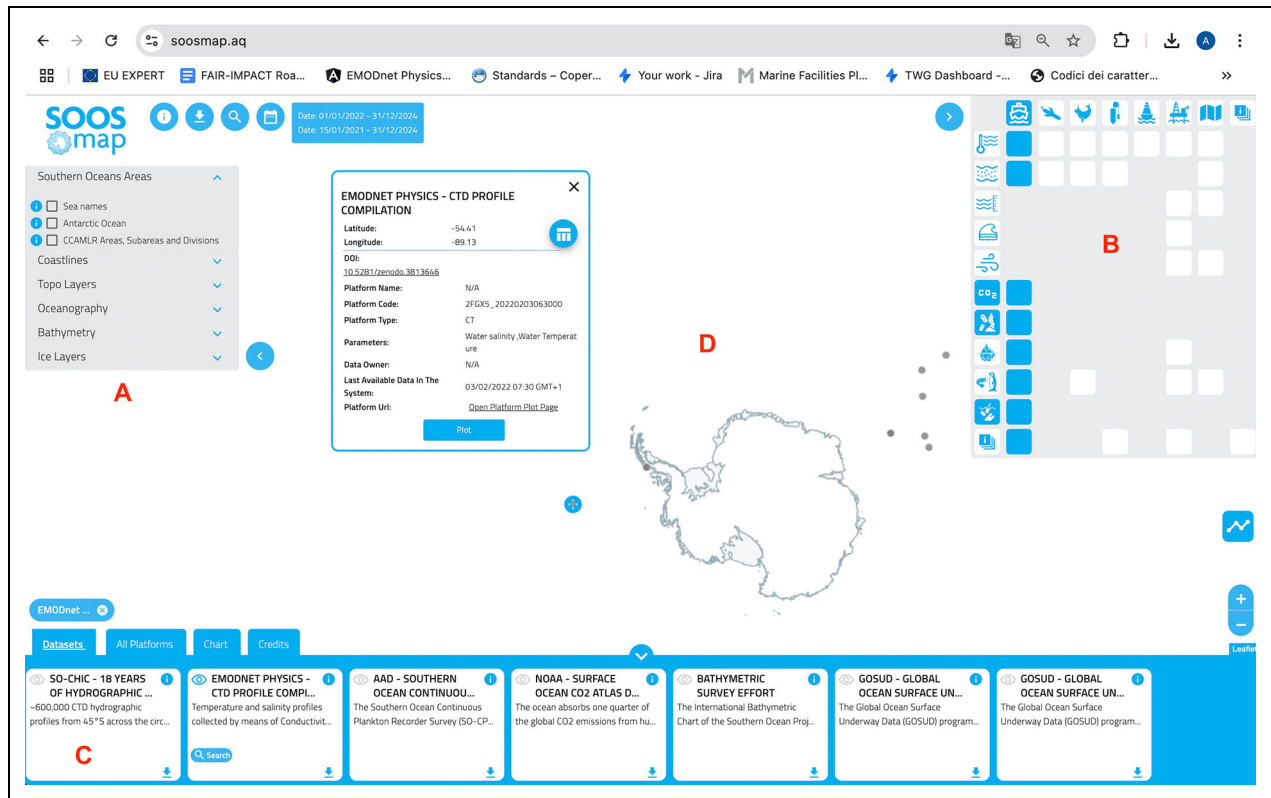 soosmap.aq
A
EU EXPERT
FAIR-IMPACT Roa...
EMODnet Physics...
Standards – Coper...
Your work - Jira
Marine Facilities Pl...
TWG Dashboard -...
Codici dei caratter...
»
SOOS
map
Date: 01/01/2022 - 31/12/2024
Date: 15/01/2021 - 31/12/2024
Southern Oceans Areas
Sea names
Antarctic Ocean
CCAMLR Areas, Subareas and Divisions
Coastlines
Topo Layers
Oceanography
Bathymetry
Ice Layers
A
EMODNET PHYSICS - CTD PROFILE
COMPILATION
Latitude: -54.41
Longitude: -89.13
DOI:
10.5281/zenodo.3813646
Platform Name: N/A
Platform Code: 2FGX5_20220203063000
Platform Type: CT
Parameters: Water salinity ,Water Temperat
ure
Data Owner: N/A
Last Available Data In The
System: 03/02/2022 07:30 GMT+1
Platform Url: Open Platform Plot Page
Plot
D
CO2
B
+
−
Leaflet
EMODnet ...
Datasets
All Platforms
Chart
Credits
SO-CHIC - 18 YEARS
OF HYDROGRAPHIC ...
~600,000 CTD hydrographic
profiles from 45°S across the circ...
C
EMODNET PHYSICS -
CTD PROFILE COMPI...
Temperature and salinity profiles
collected by means of Conductivit...
Search
AAD - SOUTHERN
OCEAN CONTINUOU...
The Southern Ocean Continuous
Plankton Recorder Survey (SO-CP...
NOAA - SURFACE
OCEAN CO2 ATLAS D...
The ocean absorbs one quarter of
the global CO2 emissions from hu...
BATHYMETRIC
SURVEY EFFORT
The International Bathymetric
Chart of the Southern Ocean Proj...
GOSUD - GLOBAL
OCEAN SURFACE UN...
The Global Ocean Surface
Underway Data (GOSUD) program...
GOSUD - GLOBAL
OCEAN SURFACE UN...
The Global Ocean Surface
Underway Data (GOSUD) program...